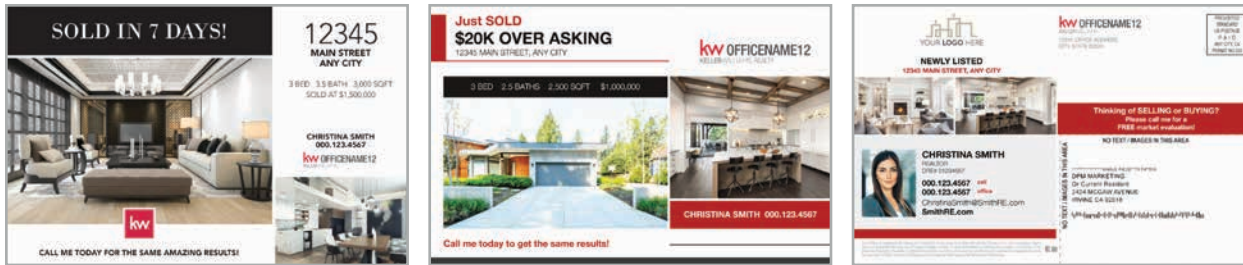 SOLD IN 7 DAYS!
12345
MAIN STREET
ANY CITY
3 BED 3.5 BATH 3,000 SQFT
SOLD AT $1,500,000
CHRISTINA SMITH
000.123.4567
kw OFFICENAME12
kw
CALL ME TODAY FOR THE SAME AMAZING RESULTS!
Just SOLD
$20K OVER ASKING
12345 MAIN STREET, ANY CITY
kw OFFICENAME12
3 BED 2.5 BATHS 2,500 SQFT $1,000,000
CHRISTINA SMITH 000.123.4567
Call me today to get the same results!
YOUR LOGO HERE
kw OFFICENAME12
NEWLY LISTED
12345 MAIN STREET, ANY CITY
Thinking of SELLING or BUYING?
Please call me for a
FREE market evaluation!
NO TEXT / IMAGES IN THIS AREA
NO TEXT / IMAGES IN THIS AREA
CHRISTINA SMITH
REALTOR
000.123.4567 cell
000.123.4567 office
ChristinaSmith@SmithRE.com
SmithRE.com
DPM MARKETING
Or Current Resident
2424 MCGAW AVENUE
IRVINE CA